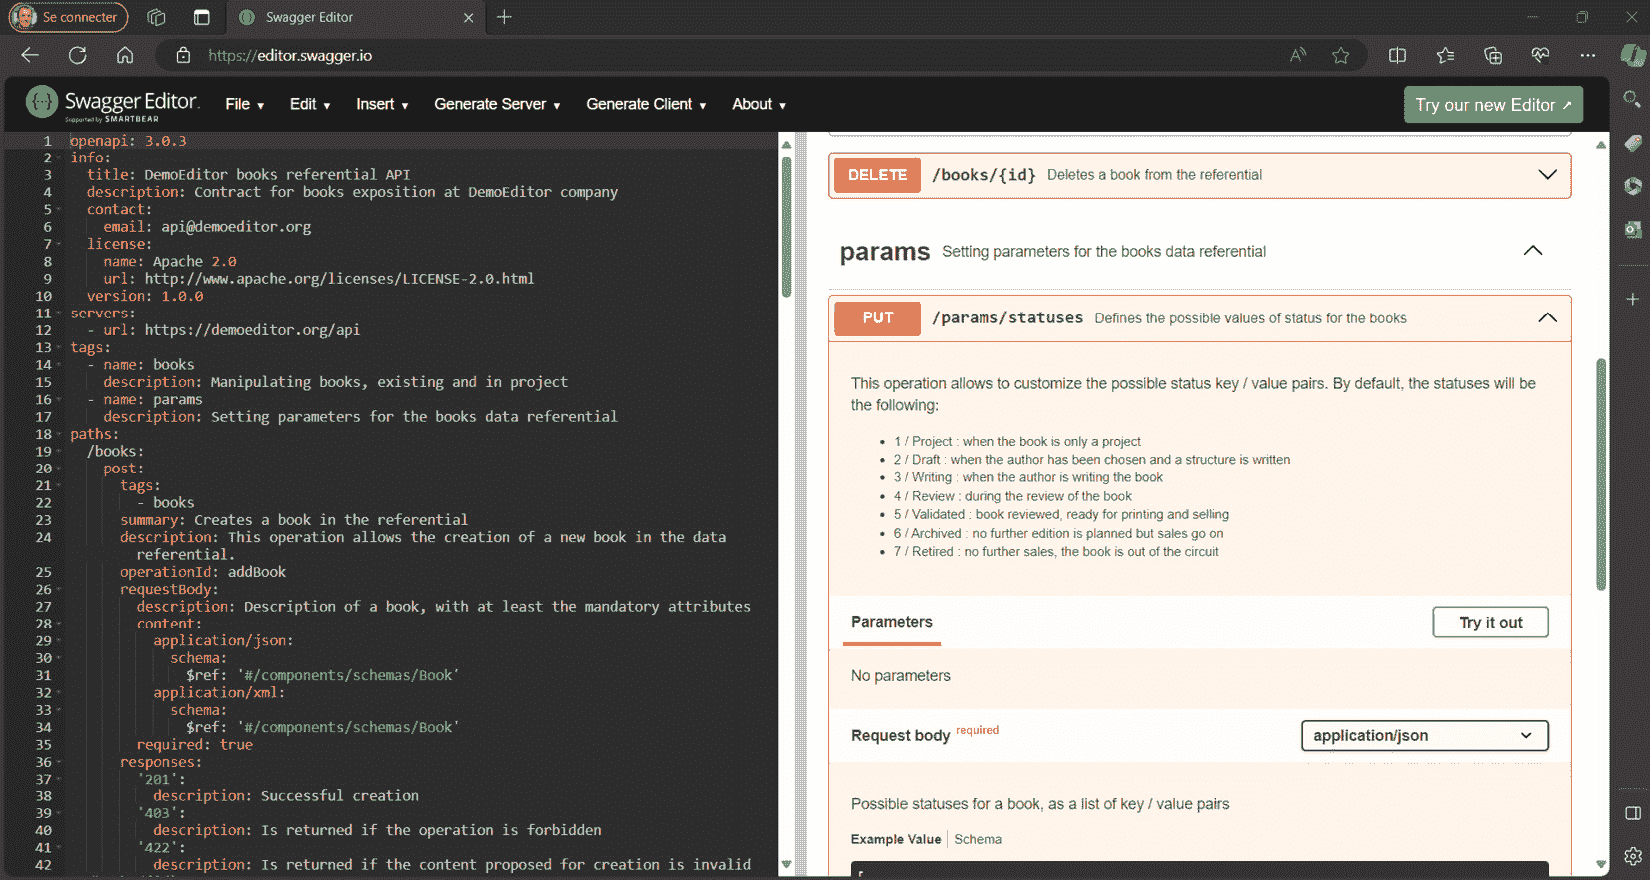 Se connecter
Swagger Editor
https://editor.swagger.io
Swagger Editor.
Supported by SMARTBEAR
File
Edit
Insert
Generate Server
Generate Client
About
Try our new Editor
1 openapi: 3.0.3
2 info:
3 title: DemoEditor books referential API
4 description: Contract for books exposition at DemoEditor company
5 contact:
6 email: api@demoeditor.org
7 license:
8 name: Apache 2.0
9 url: http://www.apache.org/licenses/LICENSE-2.0.html
10 version: 1.0.0
11 servers:
12 - url: https://demoeditor.org/api
13 tags:
14 - name: books
15 description: Manipulating books, existing and in project
16 - name: params
17 description: Setting parameters for the books data referential
18 paths:
19 /books:
20 post:
21 tags:
22 - books
23 summary: Creates a book in the referential
24 description: This operation allows the creation of a new book in the data
referential.
25 operationId: addBook
26 requestBody:
27 description: Description of a book, with at least the mandatory attributes
28 content:
29 application/json:
30 schema:
31 $ref: '#/components/schemas/Book'
32 application/xml:
33 schema:
34 $ref: '#/components/schemas/Book'
35 required: true
36 responses:
37 '201':
38 description: Successful creation
39 '403':
40 description: Is returned if the operation is forbidden
41 '422':
42 description: Is returned if the content proposed for creation is invalid
DELETE /books/{id} Deletes a book from the referential
params Setting parameters for the books data referential
PUT /params/statuses Defines the possible values of status for the books
This operation allows to customize the possible status key / value pairs. By default, the statuses will be
the following:
• 1 / Project : when the book is only a project
• 2 / Draft : when the author has been chosen and a structure is written
• 3 / Writing : when the author is writing the book
• 4 / Review : during the review of the book
• 5 / Validated : book reviewed, ready for printing and selling
• 6 / Archived : no further edition is planned but sales go on
• 7 / Retired : no further sales, the book is out of the circuit
Parameters
Try it out
No parameters
Request body required
application/json
Possible statuses for a book, as a list of key / value pairs
Example Value Schema
[